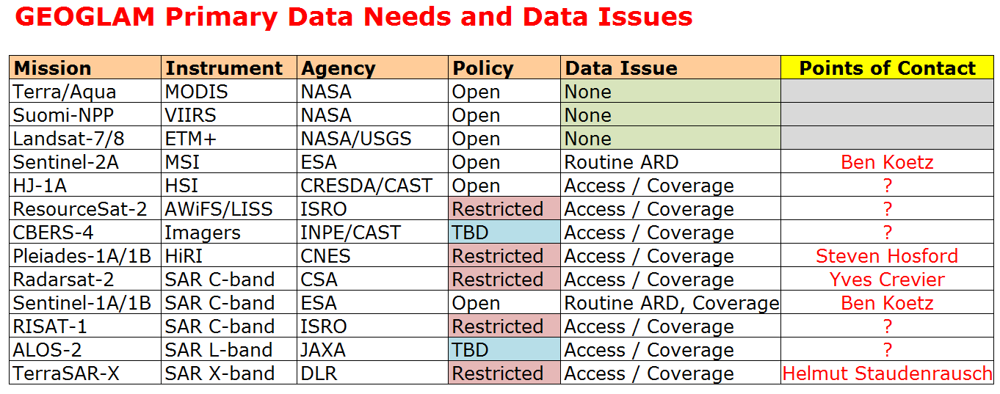 GEOGLAM Primary Data Needs and Data Issues
Mission Instrument Agency Policy Data Issue Points of Contact
Terra/Aqua MODIS NASA Open None
Suomi-NPP VIIRS NASA Open None
Landsat-7/8 ETM+ NASA/USGS Open None
Sentinel-2A MSI ESA Open Routine ARD Ben Koetz
HJ-1A HSI CRESDA/CAST Open Access / Coverage ?
ResourceSat-2 AWiFS/LISS ISRO Restricted Access / Coverage ?
CBERS-4 Imagers INPE/CAST TBD Access / Coverage ?
Pleiades-1A/1B HiRI CNES Restricted Access / Coverage Steven Hosford
Radarsat-2 SAR C-band CSA Restricted Access / Coverage Yves Crevier
Sentinel-1A/1B SAR C-band ESA Open Routine ARD, Coverage Ben Koetz
RISAT-1 SAR C-band ISRO Restricted Access / Coverage ?
ALOS-2 SAR L-band JAXA TBD Access / Coverage ?
TerraSAR-X SAR X-band DLR Restricted Access / Coverage Helmut Staudenrausch